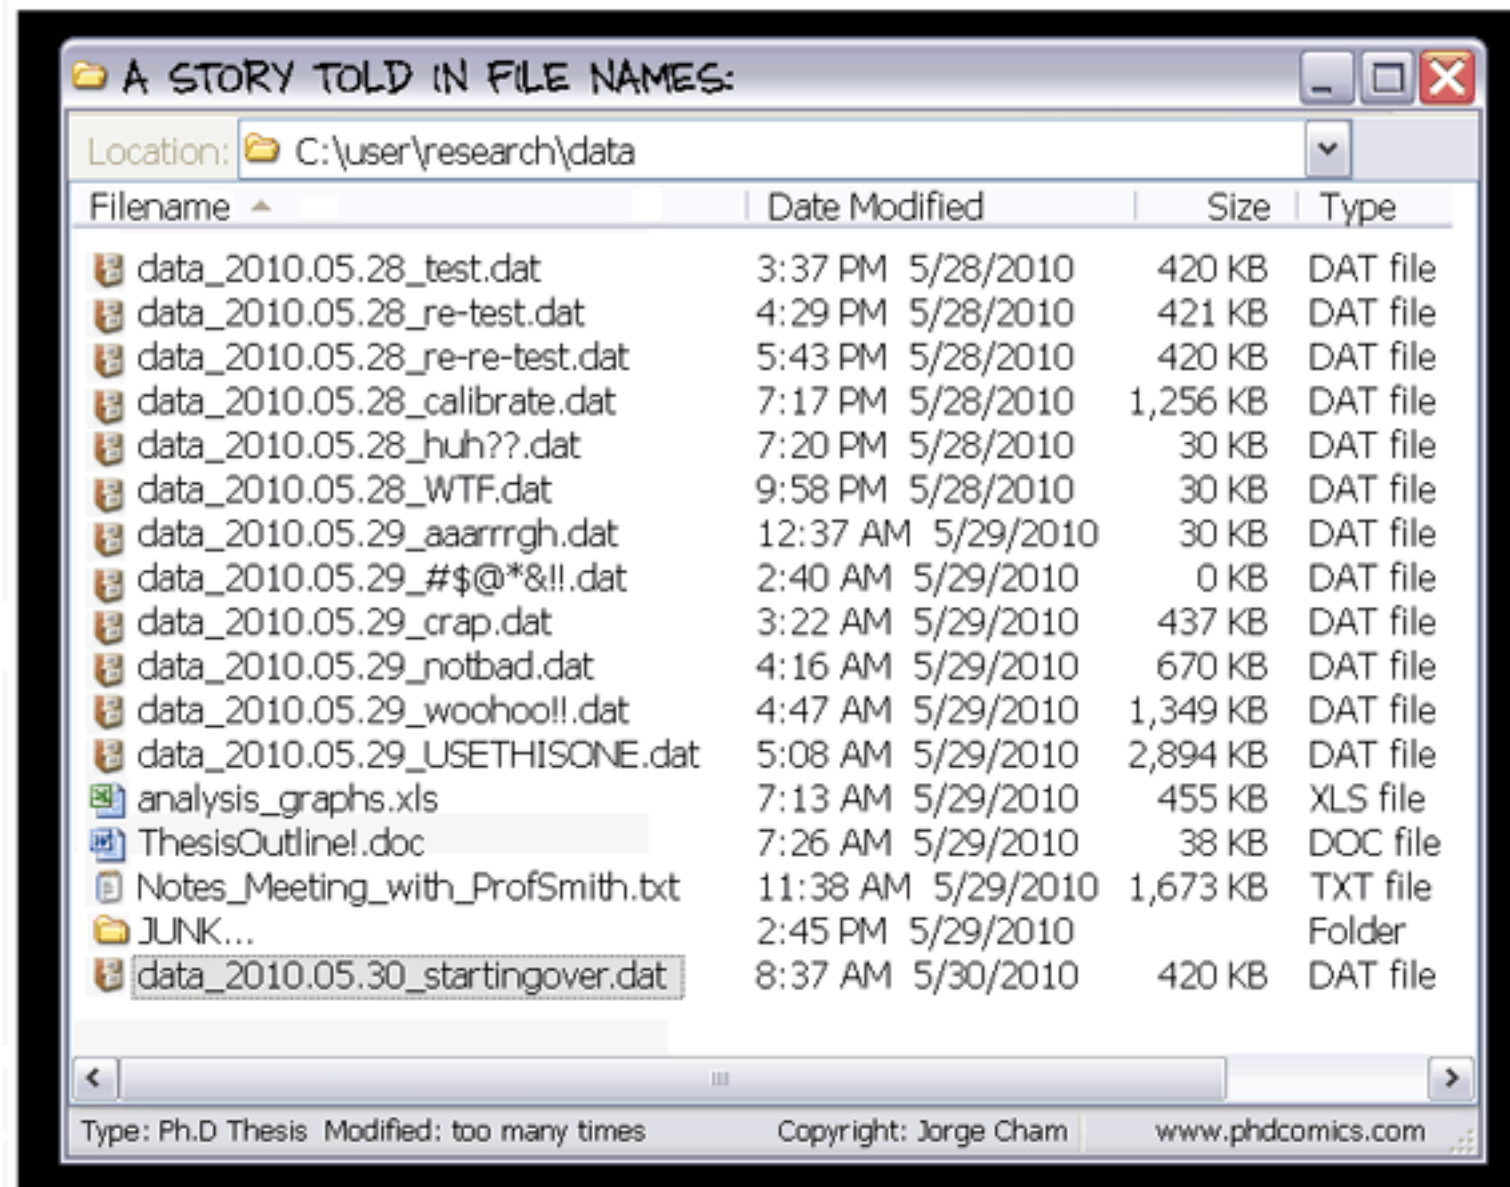 A STORY TOLD IN FILE NAMES:
Location: C:\user\research\data
Filename Date Modified Size Type
data_2010.05.28_test.dat 3:37 PM 5/28/2010 420 KB DAT file
data_2010.05.28_re-test.dat 4:29 PM 5/28/2010 421 KB DAT file
data_2010.05.28_re-re-test.dat 5:43 PM 5/28/2010 420 KB DAT file
data_2010.05.28_calibrate.dat 7:17 PM 5/28/2010 1,256 KB DAT file
data_2010.05.28_huh??.dat 7:20 PM 5/28/2010 30 KB DAT file
data_2010.05.28_WTF.dat 9:58 PM 5/28/2010 30 KB DAT file
data_2010.05.29_aaarrrgh.dat 12:37 AM 5/29/2010 30 KB DAT file
data_2010.05.29_#$@*&!!.dat 2:40 AM 5/29/2010 0 KB DAT file
data_2010.05.29_crap.dat 3:22 AM 5/29/2010 437 KB DAT file
data_2010.05.29_notbad.dat 4:16 AM 5/29/2010 670 KB DAT file
data_2010.05.29_woohoo!!.dat 4:47 AM 5/29/2010 1,349 KB DAT file
data_2010.05.29_USETHISONE.dat 5:08 AM 5/29/2010 2,894 KB DAT file
analysis_graphs.xls 7:13 AM 5/29/2010 455 KB XLS file
ThesisOutline!.doc 7:26 AM 5/29/2010 38 KB DOC file
Notes_Meeting_with_ProfSmith.txt 11:38 AM 5/29/2010 1,673 KB TXT file
JUNK... 2:45 PM 5/29/2010 Folder
data_2010.05.30_startingover.dat 8:37 AM 5/30/2010 420 KB DAT file
Type: Ph.D Thesis Modified: too many times Copyright: Jorge Cham www.phdcomics.com